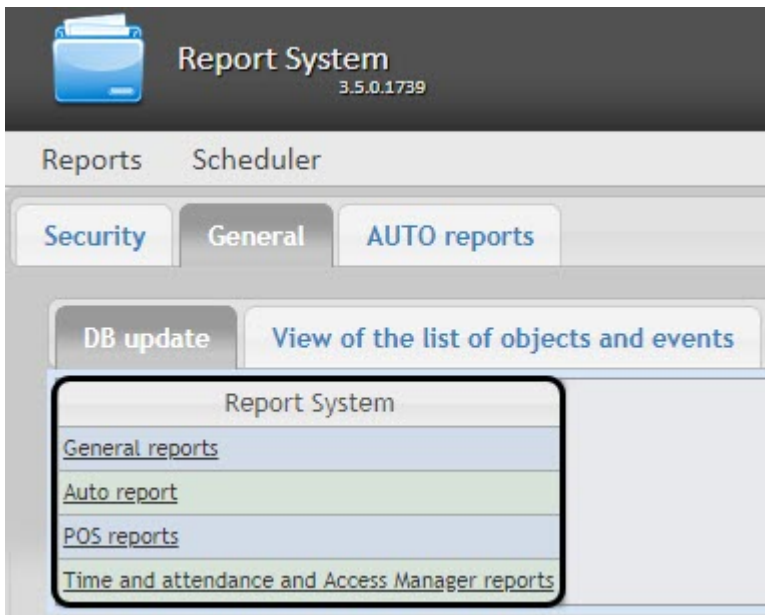 Report System
3.5.0.1739
Reports Scheduler
Security General AUTO reports
DB update View of the list of objects and events
Report System
General reports
Auto report
POS reports
Time and attendance and Access Manager reports